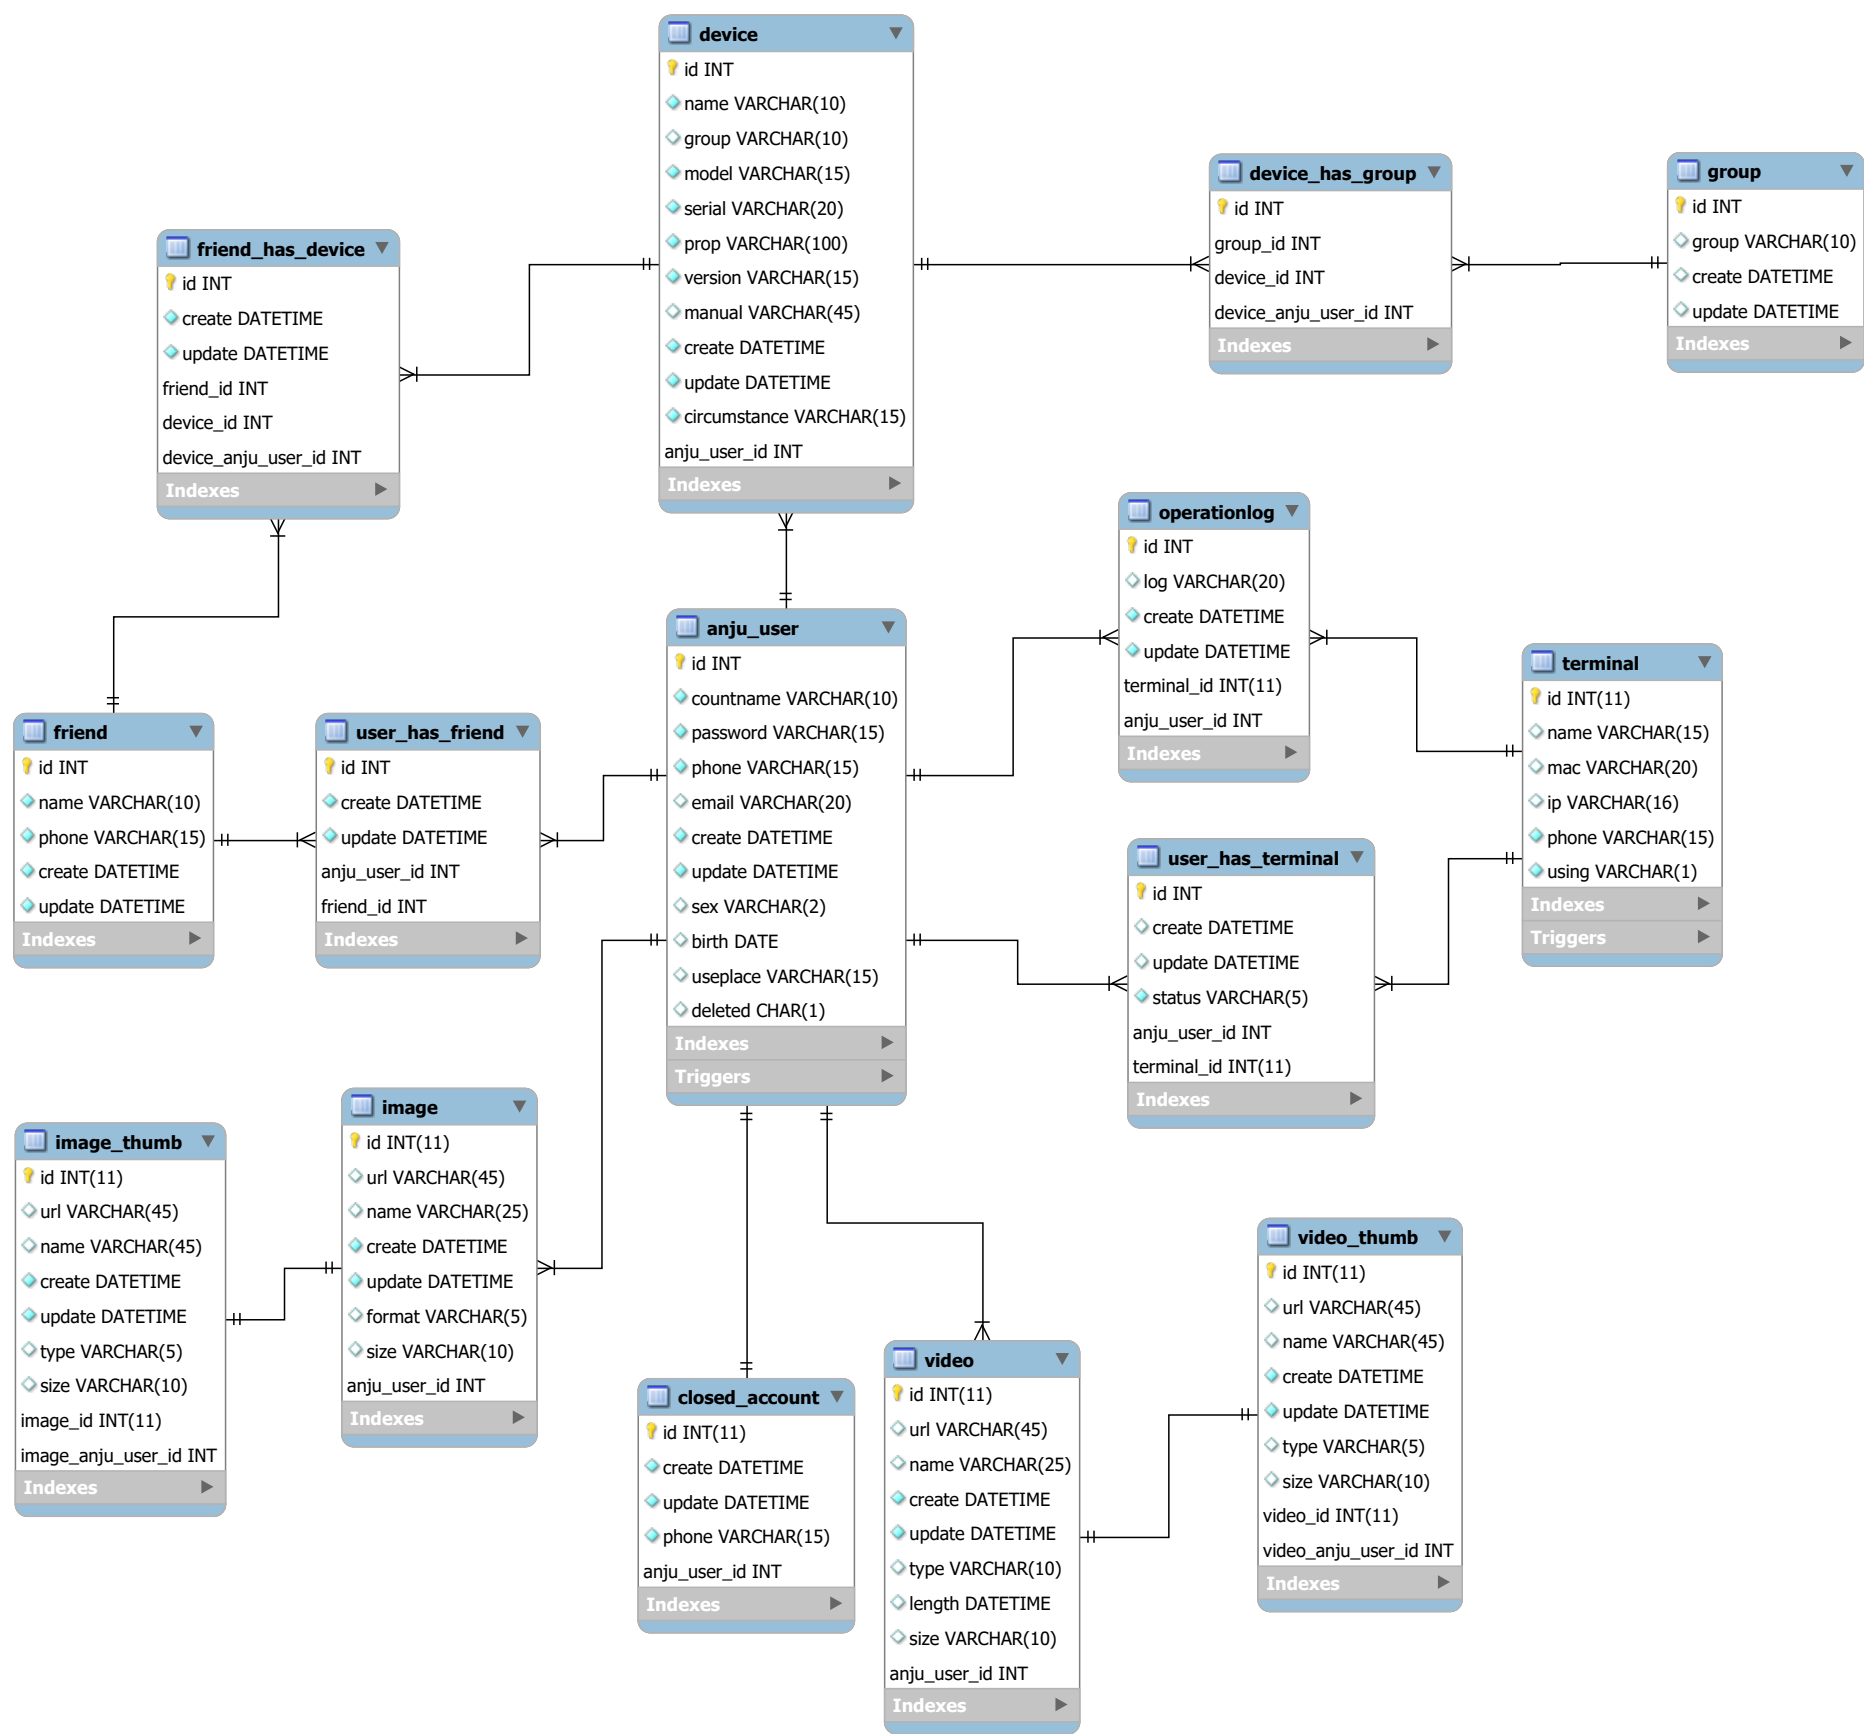 device
id INT
name VARCHAR(10)
group VARCHAR(10)
model VARCHAR(15)
serial VARCHAR(20)
prop VARCHAR(100)
version VARCHAR(15)
manual VARCHAR(45)
create DATETIME
update DATETIME
circumstance VARCHAR(15)
anju_user_id INT
Indexes
device_has_group
id INT
group_id INT
device_id INT
device_anju_user_id INT
Indexes
group
id INT
group VARCHAR(10)
create DATETIME
update DATETIME
Indexes
friend_has_device
id INT
create DATETIME
update DATETIME
friend_id INT
device_id INT
device_anju_user_id INT
Indexes
operationlog
id INT
log VARCHAR(20)
create DATETIME
update DATETIME
terminal_id INT(11)
anju_user_id INT
Indexes
anju_user
id INT
countname VARCHAR(10)
password VARCHAR(15)
phone VARCHAR(15)
email VARCHAR(20)
create DATETIME
update DATETIME
sex VARCHAR(2)
birth DATE
useplace VARCHAR(15)
deleted CHAR(1)
Indexes
Triggers
terminal
id INT(11)
name VARCHAR(15)
mac VARCHAR(20)
ip VARCHAR(16)
phone VARCHAR(15)
using VARCHAR(1)
Indexes
Triggers
friend
id INT
name VARCHAR(10)
phone VARCHAR(15)
create DATETIME
update DATETIME
Indexes
user_has_friend
id INT
create DATETIME
update DATETIME
anju_user_id INT
friend_id INT
Indexes
user_has_terminal
id INT
create DATETIME
update DATETIME
status VARCHAR(5)
anju_user_id INT
terminal_id INT(11)
Indexes
image_thumb
id INT(11)
url VARCHAR(45)
name VARCHAR(45)
create DATETIME
update DATETIME
type VARCHAR(5)
size VARCHAR(10)
image_id INT(11)
image_anju_user_id INT
Indexes
image
id INT(11)
url VARCHAR(45)
name VARCHAR(25)
create DATETIME
update DATETIME
format VARCHAR(5)
size VARCHAR(10)
anju_user_id INT
Indexes
closed_account
id INT(11)
create DATETIME
update DATETIME
phone VARCHAR(15)
anju_user_id INT
Indexes
video
id INT(11)
url VARCHAR(45)
name VARCHAR(25)
create DATETIME
update DATETIME
type VARCHAR(10)
length DATETIME
size VARCHAR(10)
anju_user_id INT
Indexes
video_thumb
id INT(11)
url VARCHAR(45)
name VARCHAR(45)
create DATETIME
update DATETIME
type VARCHAR(5)
size VARCHAR(10)
video_id INT(11)
video_anju_user_id INT
Indexes